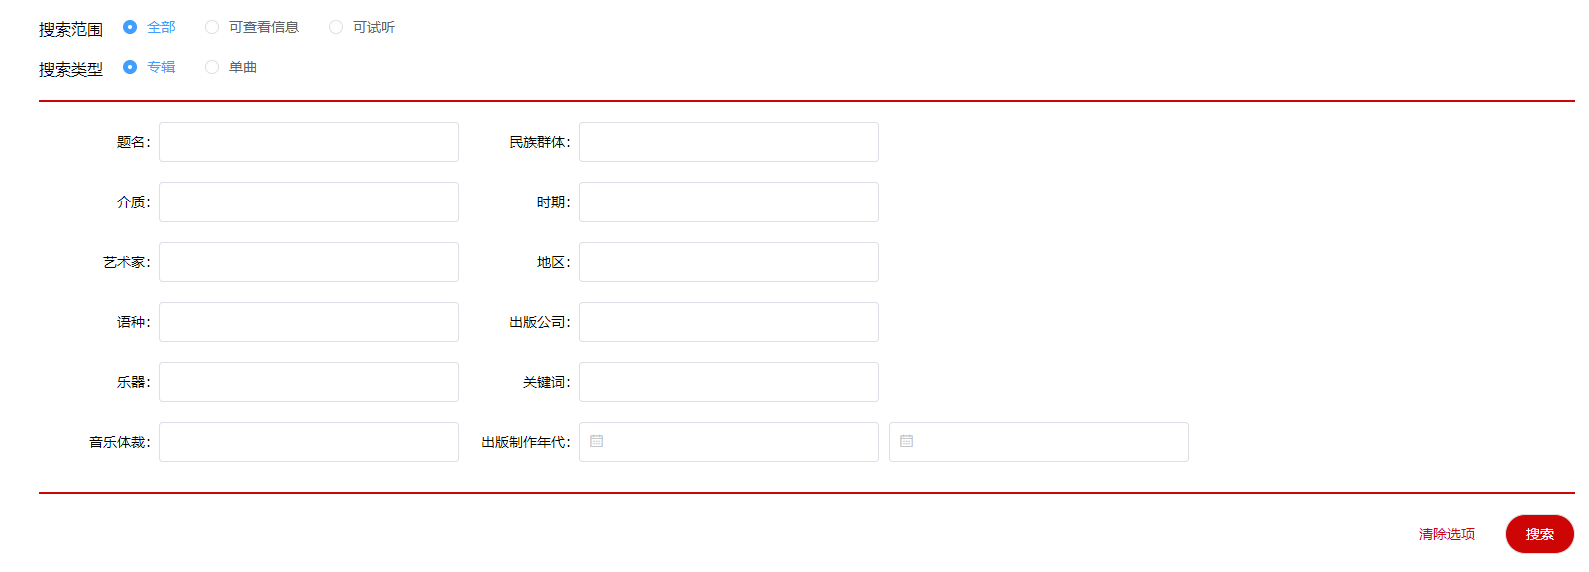 搜索范围 全部 可查看信息 可试听
搜索类型 专辑 单曲
题名： 民族群体：
介质： 时期：
艺术家： 地区：
语种： 出版公司：
乐器： 关键词：
音乐体裁： 出版制作年代：
清除选项 搜索